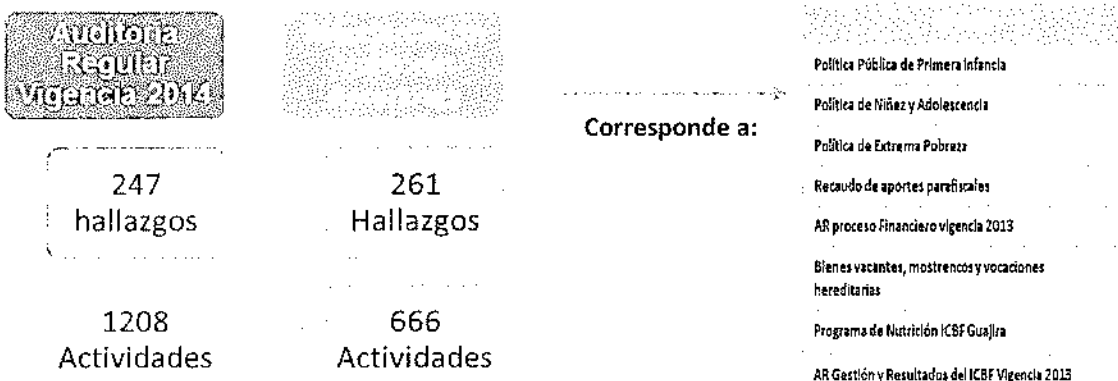 Auditoria
Regular
Vigencia 2014
247
hallazgos
1208
Actividades
261
Hallazgos
666
Actividades
Corresponde a:
Política Pública de Primera Infancia
Política de Niñez y Adolescencia
Política de Extrema Pobreza
Recaudo de aportes parafiscales
AR proceso Financiero vigencia 2013
Bienes vacantes, mostrencos y vocaciones
hereditarias
Programa de Nutrición ICBF Guajira
AR Gestión y Resultados del ICBF Vigencia 2013